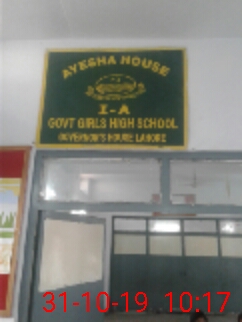 AYESHA HOUSE
I-A
GOVT GIRLS HIGH SCHOOL
GOVERNOR'S HOUSE LAHORE
31-10-19 10:17